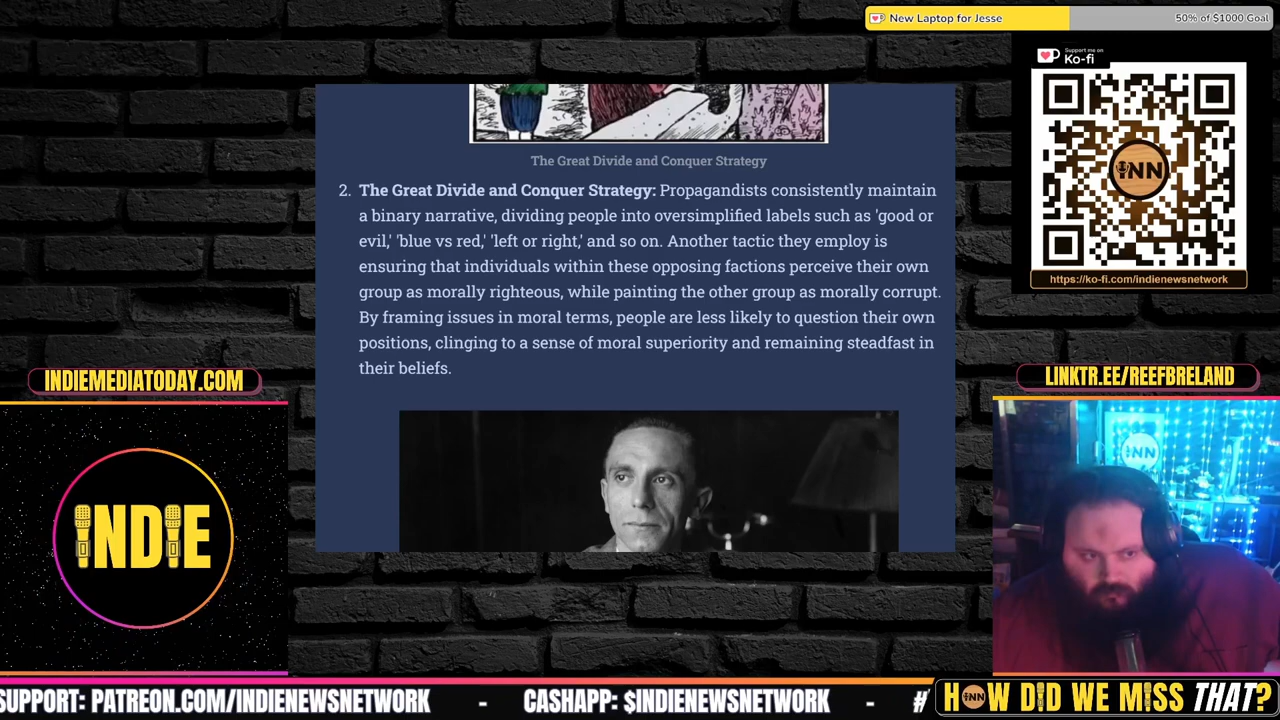 New Laptop for Jesse
50% of $1000 Goal
Support me on
Ko-fi
INN
https://ko-fi.com/indienewsnetwork
The Great Divide and Conquer Strategy
2. The Great Divide and Conquer Strategy: Propagandists consistently maintain
a binary narrative, dividing people into oversimplified labels such as 'good or
evil,' 'blue vs red,' 'left or right,' and so on. Another tactic they employ is
ensuring that individuals within these opposing factions perceive their own
group as morally righteous, while painting the other group as morally corrupt.
By framing issues in moral terms, people are less likely to question their own
positions, clinging to a sense of moral superiority and remaining steadfast in
their beliefs.
INDIEMEDIATODAY.COM
LINKTR.EE/REEFBRELAND
INDIE
INN
SUPPORT: PATREON.COM/INDIENEWSNETWORK - CASHAPP: $INDIENEWSNETWORK - #
HOW DID WE MISS THAT?